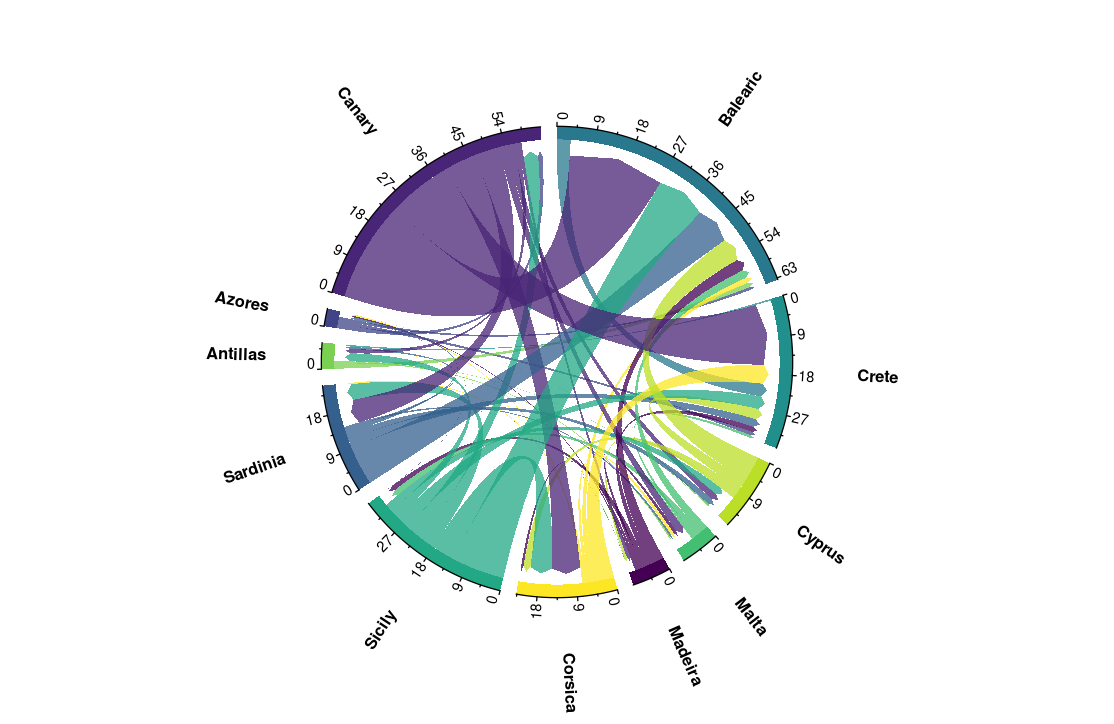 Canary
0 9 18 27 36 45 54
Balearic
0 9 18 27 36 45 54 63
Crete
0 9 18 27
Cyprus
0 9
Malta
0
Madeira
0
Corsica
0 9 18
Sicily
0 9 18 27
Sardinia
0 9 18
Antillas
0
Azores
0